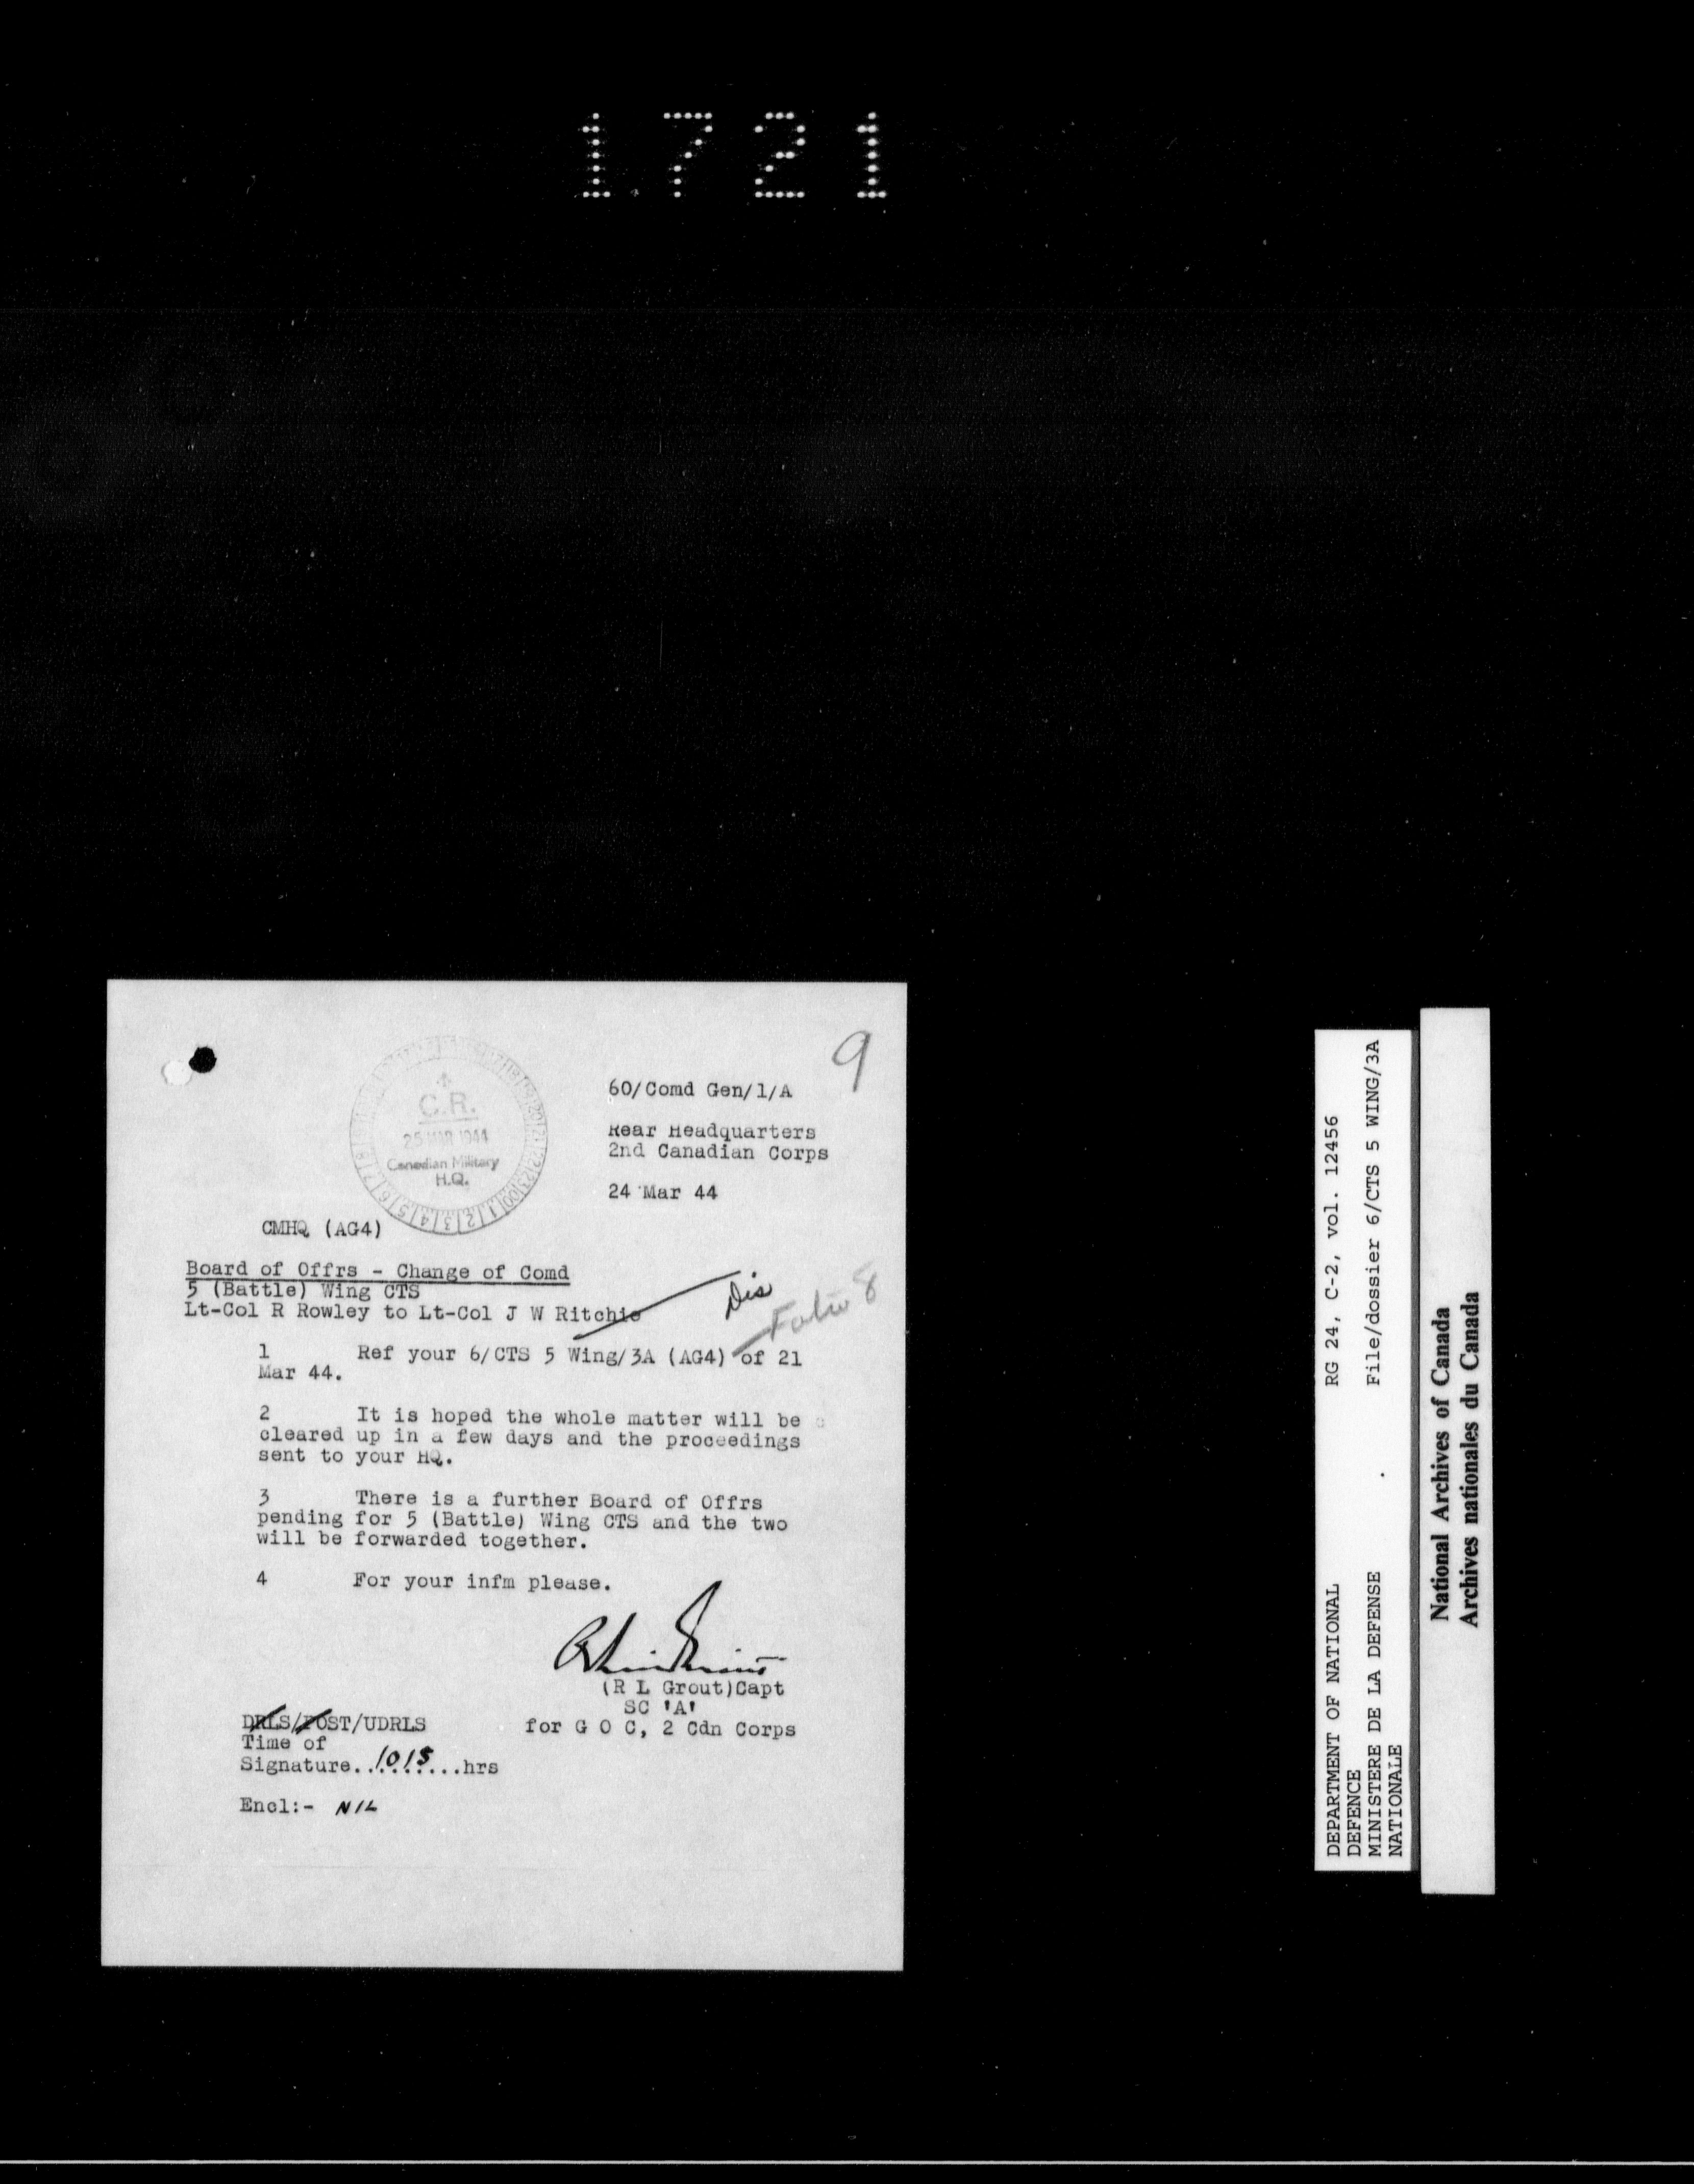 1721
9
60/Comd Gen/1/A
Rear Headquarters
2nd Canadian Corps
24 Mar 44
C.R.
25 MAR 1944
Canadian Military
H.Q.
CMHQ (AG4)
Board of Offrs - Change of Comd
5 (Battle) Wing CTS
Lt-Col R Rowley to Lt-Col J W Ritchie
Dis
Folio 8
1 Ref your 6/CTS 5 Wing/3A (AG4) of 21
Mar 44.
2 It is hoped the whole matter will be
cleared up in a few days and the proceedings
sent to your HQ.
3 There is a further Board of Offrs
pending for 5 (Battle) Wing CTS and the two
will be forwarded together.
4 For your infm please.
(R L Grout)Capt
SC 'A'
for G O C, 2 Cdn Corps
DRLS/POST/UDRLS
Time of
Signature..1015...hrs
Encl:- NIL
RG 24, C-2, vol. 12456
File/dossier 6/CTS 5 WING/3A
DEPARTMENT OF NATIONAL
DEFENCE
MINISTERE DE LA DEFENSE
NATIONALE
National Archives of Canada
Archives nationales du Canada